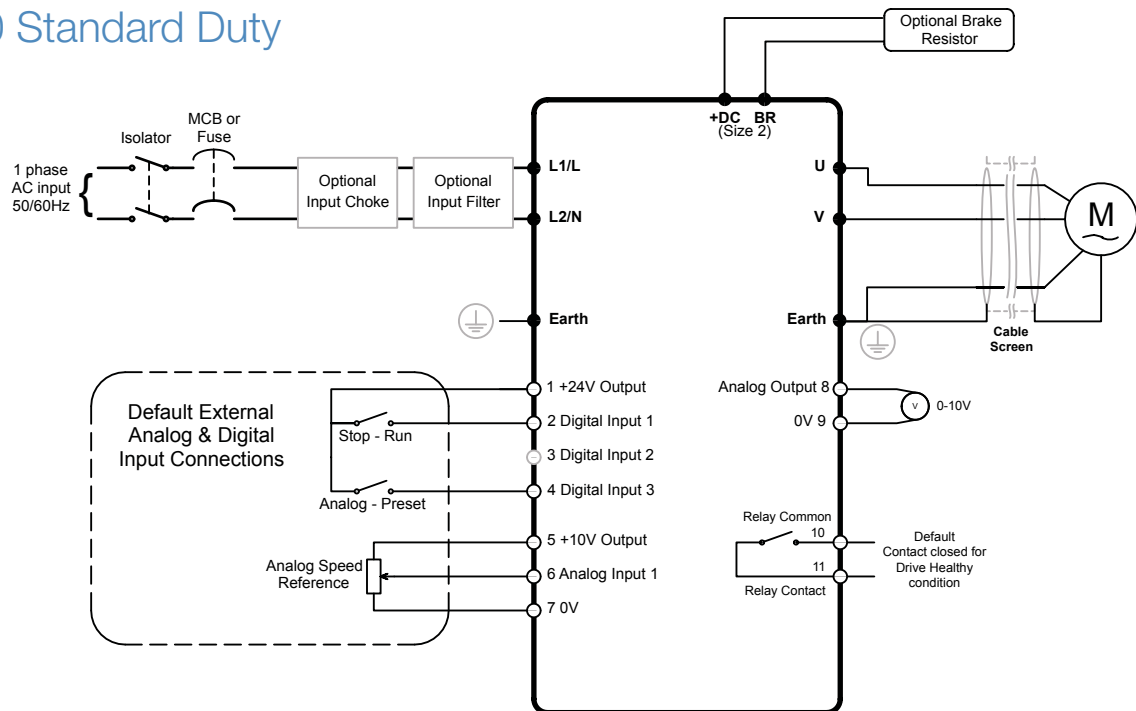 0 Standard Duty
Optional Brake
Resistor
+DC BR
(Size 2)
Isolator
MCB or
Fuse
1 phase
AC input
50/60Hz
{
Optional
Input Choke
Optional
Input Filter
L1/L
L2/N
U
V
M
Earth
Earth
Cable
Screen
Default External
Analog & Digital
Input Connections
Stop - Run
Analog - Preset
Analog Speed
Reference
1 +24V Output
2 Digital Input 1
3 Digital Input 2
4 Digital Input 3
5 +10V Output
6 Analog Input 1
7 0V
Analog Output 8
0V 9
V
0-10V
Relay Common
10
11
Relay Contact
Default
Contact closed for
Drive Healthy
condition